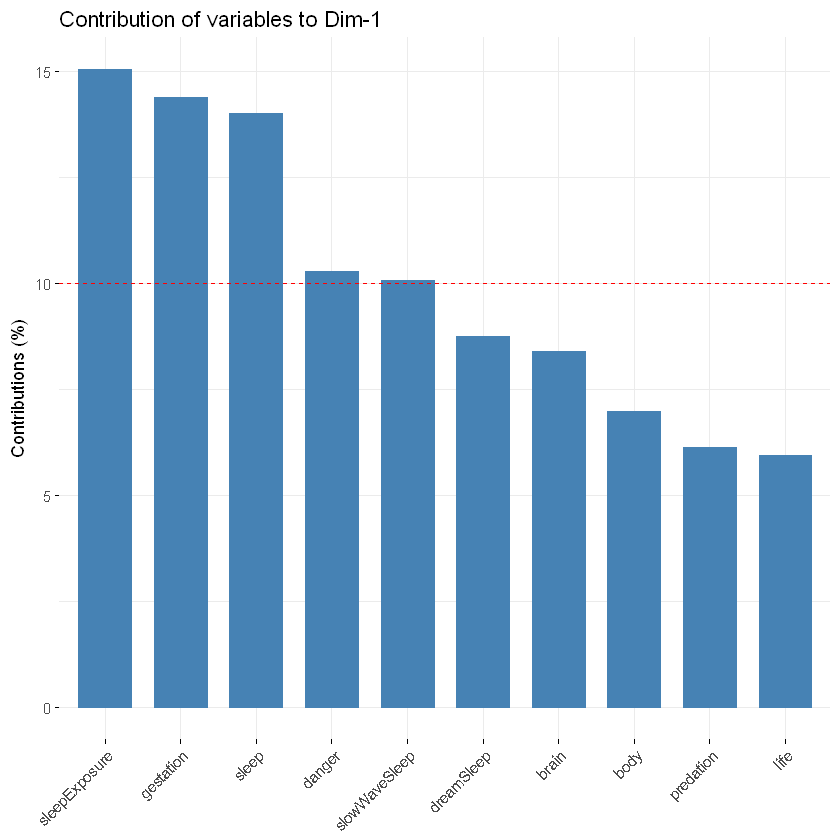 Contribution of variables to Dim-1
Contributions (%)
15
10
5
0
sleepExposure
gestation
sleep
danger
slowWaveSleep
dreamSleep
brain
body
predation
life